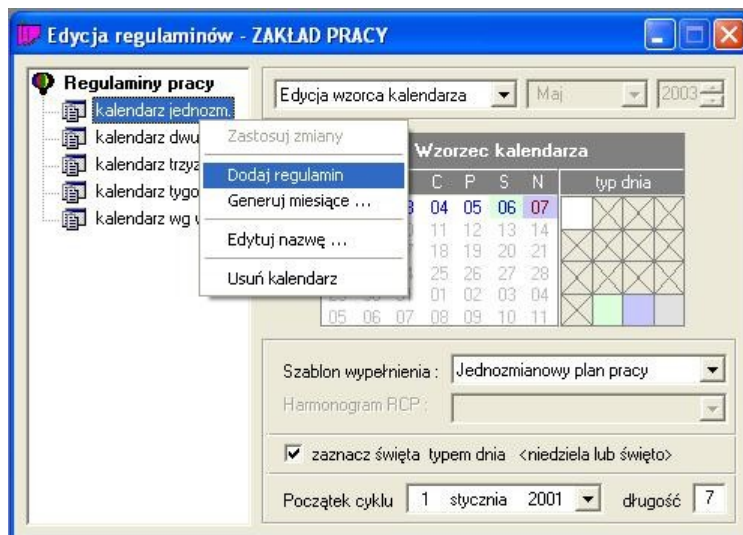 Edycja regulaminów - ZAKŁAD PRACY
Regulaminy pracy
kalendarz jednozm.
kalendarz dwu
kalendarz trzyz
kalendarz tygo
kalendarz wg
Zastosuj zmiany
Dodaj regulamin
Generuj miesiące ...
Edytuj nazwę ...
Usuń kalendarz
Edycja wzorca kalendarza Maj 2003
Wzorzec kalendarza
C P S N typ dnia
04 05 06 07
11 12 13 14
18 19 20 21
25 26 27 28
01 02 03 04
05 06 07 08 09 10 11
Szablon wypełnienia : Jednozmianowy plan pracy
Harmonogram RCP :
zaznacz święta typem dnia <niedziela lub święto>
Początek cyklu 1 stycznia 2001 długość 7